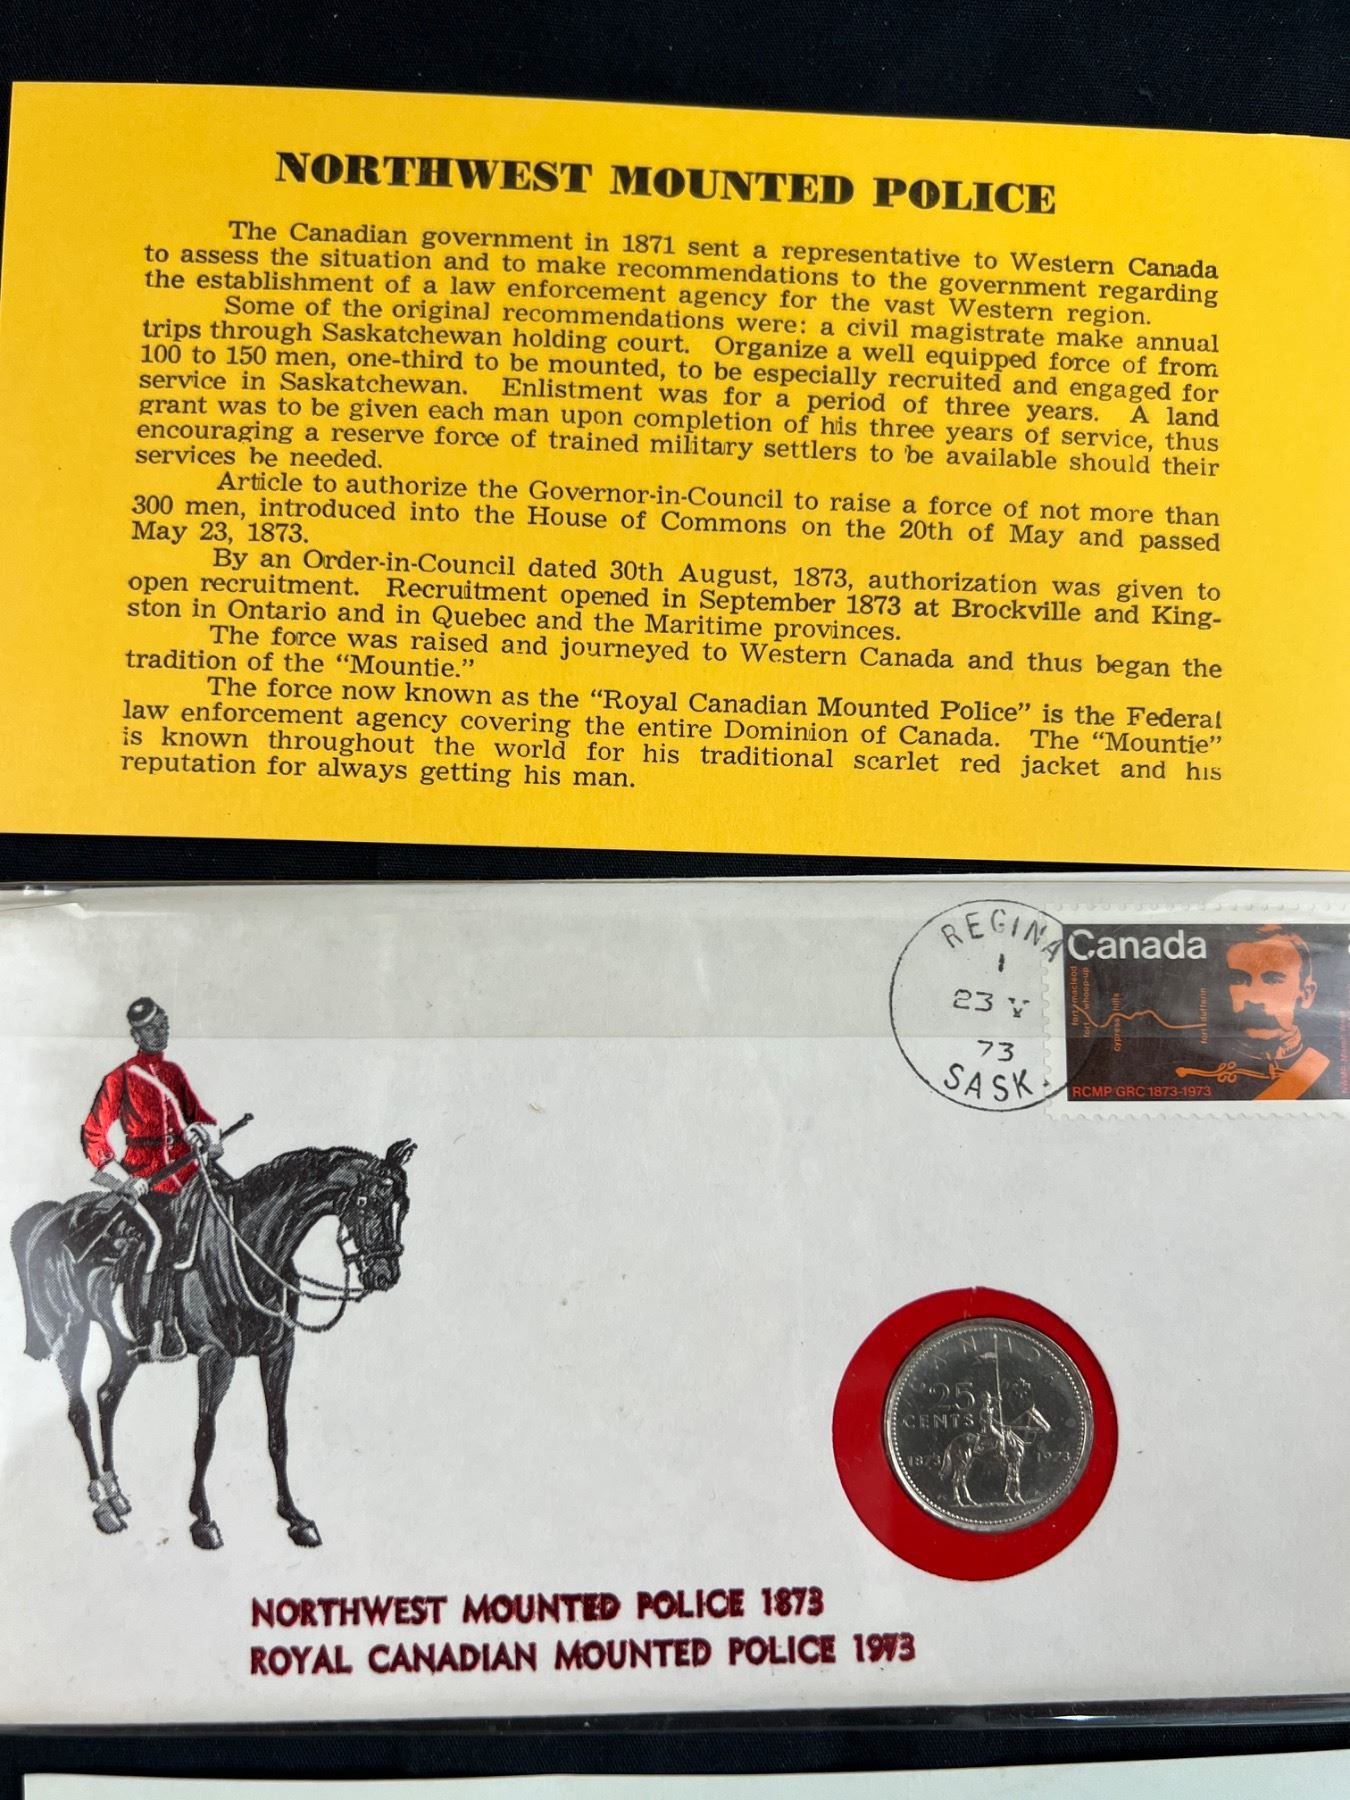 NORTHWEST MOUNTED POLICE
The Canadian government in 1871 sent a representative to Western Canada
to assess the situation and to make recommendations to the government regarding
the establishment of a law enforcement agency for the vast Western region.
Some of the original recommendations were: a civil magistrate make annual
trips through Saskatchewan holding court. Organize a well equipped force of from
100 to 150 men, one-third to be mounted, to be especially recruited and engaged for
service in Saskatchewan. Enlistment was for a period of three years. A land
grant was to be given each man upon completion of his three years of service, thus
encouraging a reserve force of trained military settlers to be available should their
services be needed.
Article to authorize the Governor-in-Council to raise a force of not more than
300 men, introduced into the House of Commons on the 20th of May and passed
May 23, 1873.
By an Order-in-Council dated 30th August, 1873, authorization was given to
open recruitment. Recruitment opened in September 1873 at Brockville and King-
ston in Ontario and in Quebec and the Maritime provinces.
The force was raised and journeyed to Western Canada and thus began the
tradition of the "Mountie."
The force now known as the "Royal Canadian Mounted Police" is the Federal
law enforcement agency covering the entire Dominion of Canada. The "Mountie"
is known throughout the world for his traditional scarlet red jacket and his
reputation for always getting his man.
REGINA
1
23 V
73
SASK.
Canada
fort macleod
fort whoop-up
cypress hills
fort dufferin
RCMP GRC 1873-1973
CANADA
25
CENTS
1873 1973
NORTHWEST MOUNTED POLICE 1873
ROYAL CANADIAN MOUNTED POLICE 1973